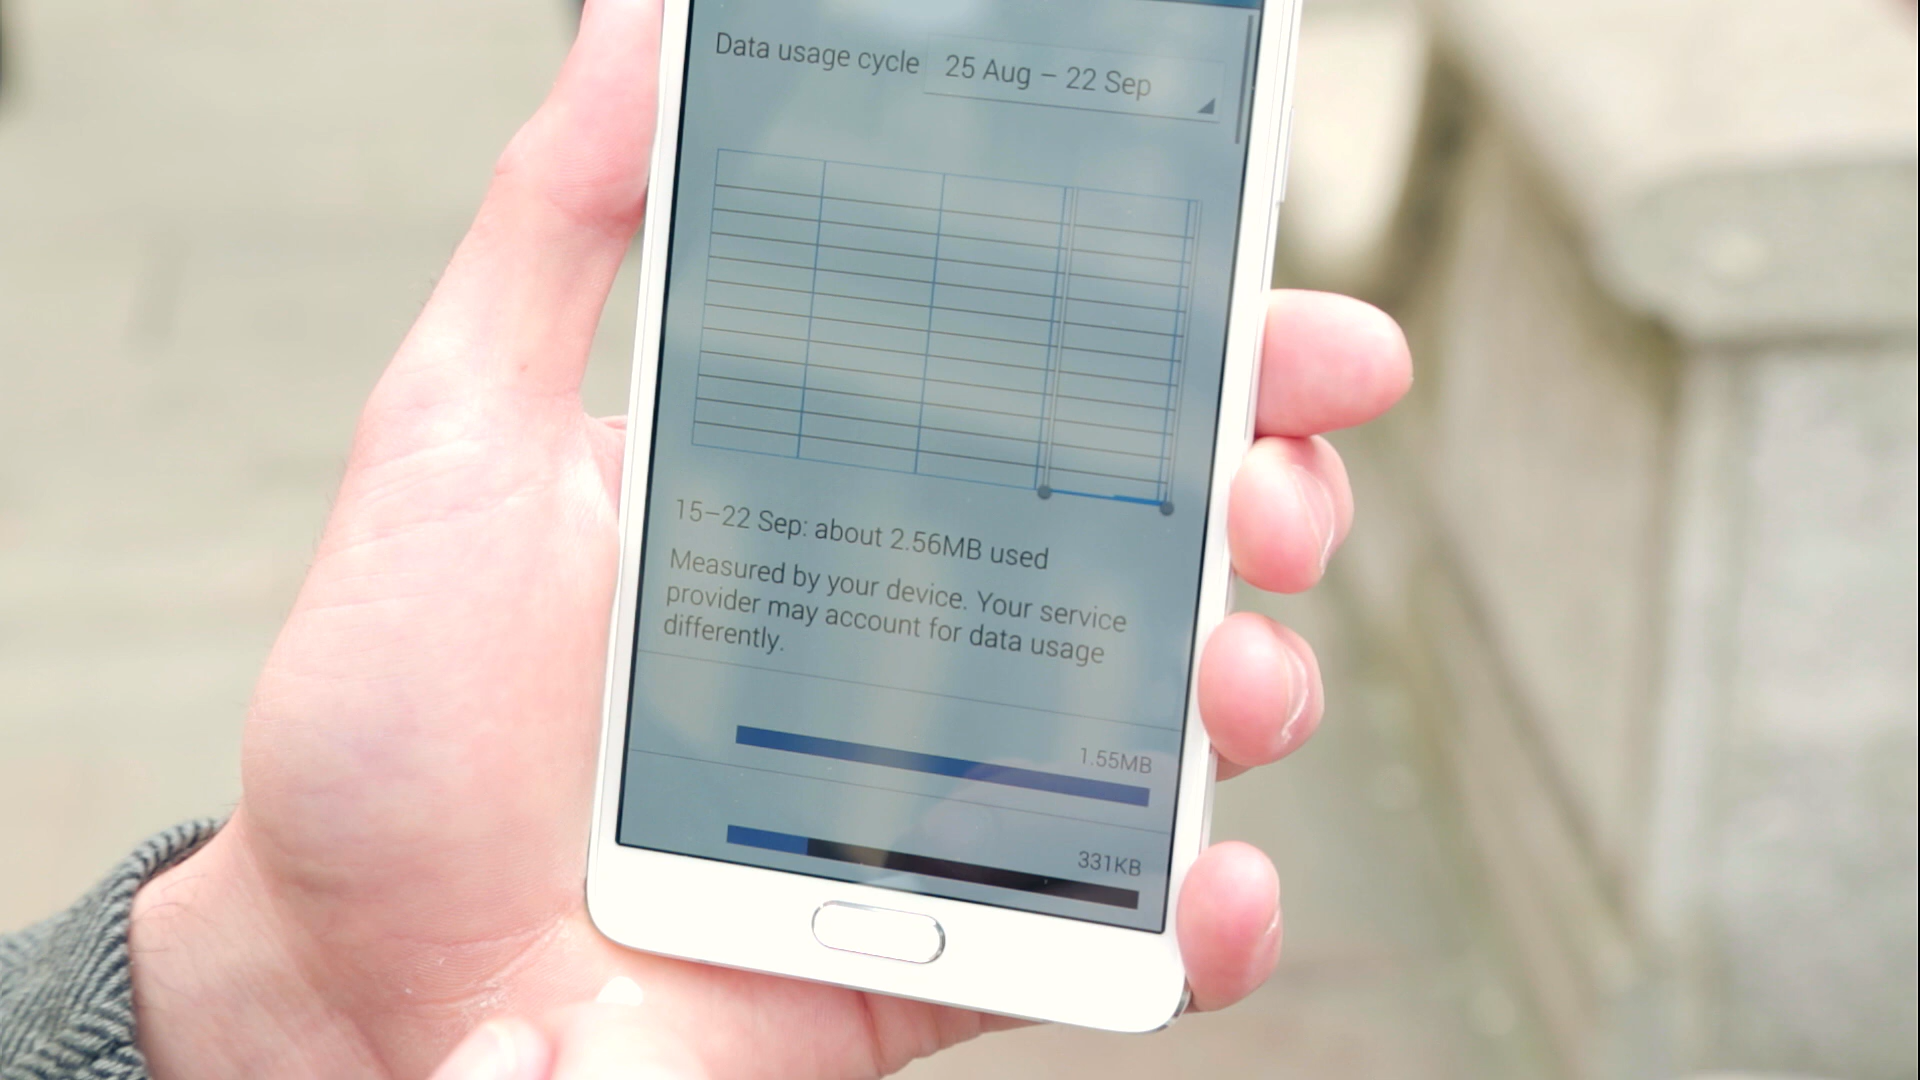 Data usage cycle 25 Aug – 22 Sep
15–22 Sep: about 2.56MB used
Measured by your device. Your service
provider may account for data usage
differently.
1.55MB
331KB